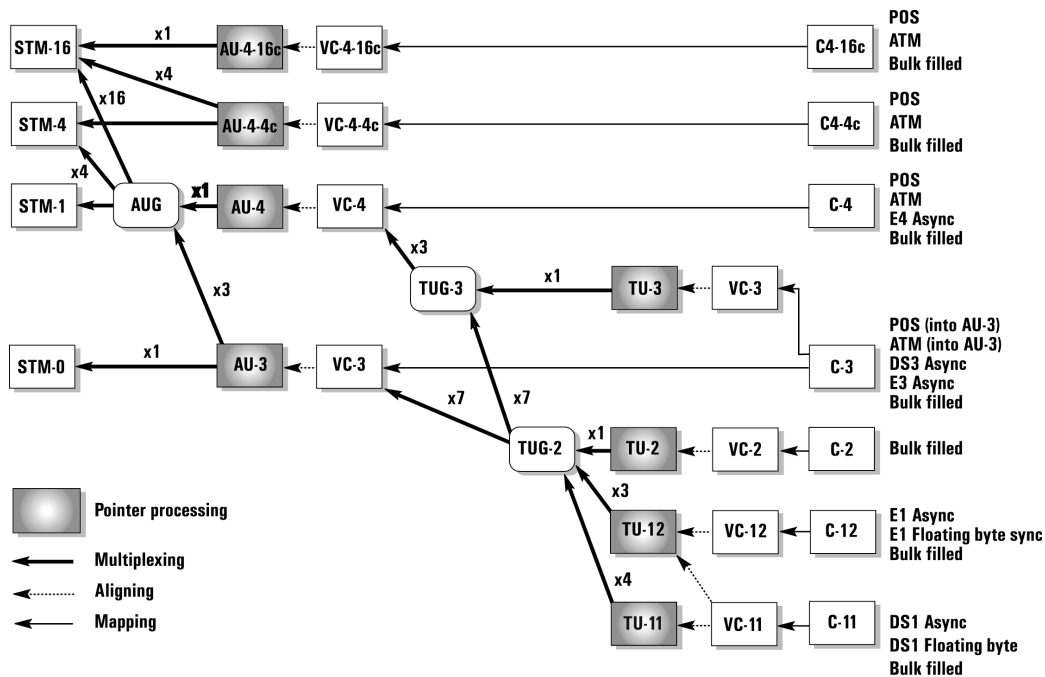 STM-16
x1
AU-4-16c
VC-4-16c
C4-16c
POS
ATM
Bulk filled
x4
x16
STM-4
AU-4-4c
VC-4-4c
C4-4c
POS
ATM
Bulk filled
x4
STM-1
AUG
x1
AU-4
VC-4
C-4
POS
ATM
E4 Async
Bulk filled
x3
TUG-3
x1
TU-3
VC-3
x3
STM-0
x1
AU-3
VC-3
C-3
POS (into AU-3)
ATM (into AU-3)
DS3 Async
E3 Async
Bulk filled
x7
x7
TUG-2
x1
TU-2
VC-2
C-2
Bulk filled
x3
TU-12
VC-12
C-12
E1 Async
E1 Floating byte sync
Bulk filled
x4
TU-11
VC-11
C-11
DS1 Async
DS1 Floating byte
Bulk filled
Pointer processing
Multiplexing
Aligning
Mapping